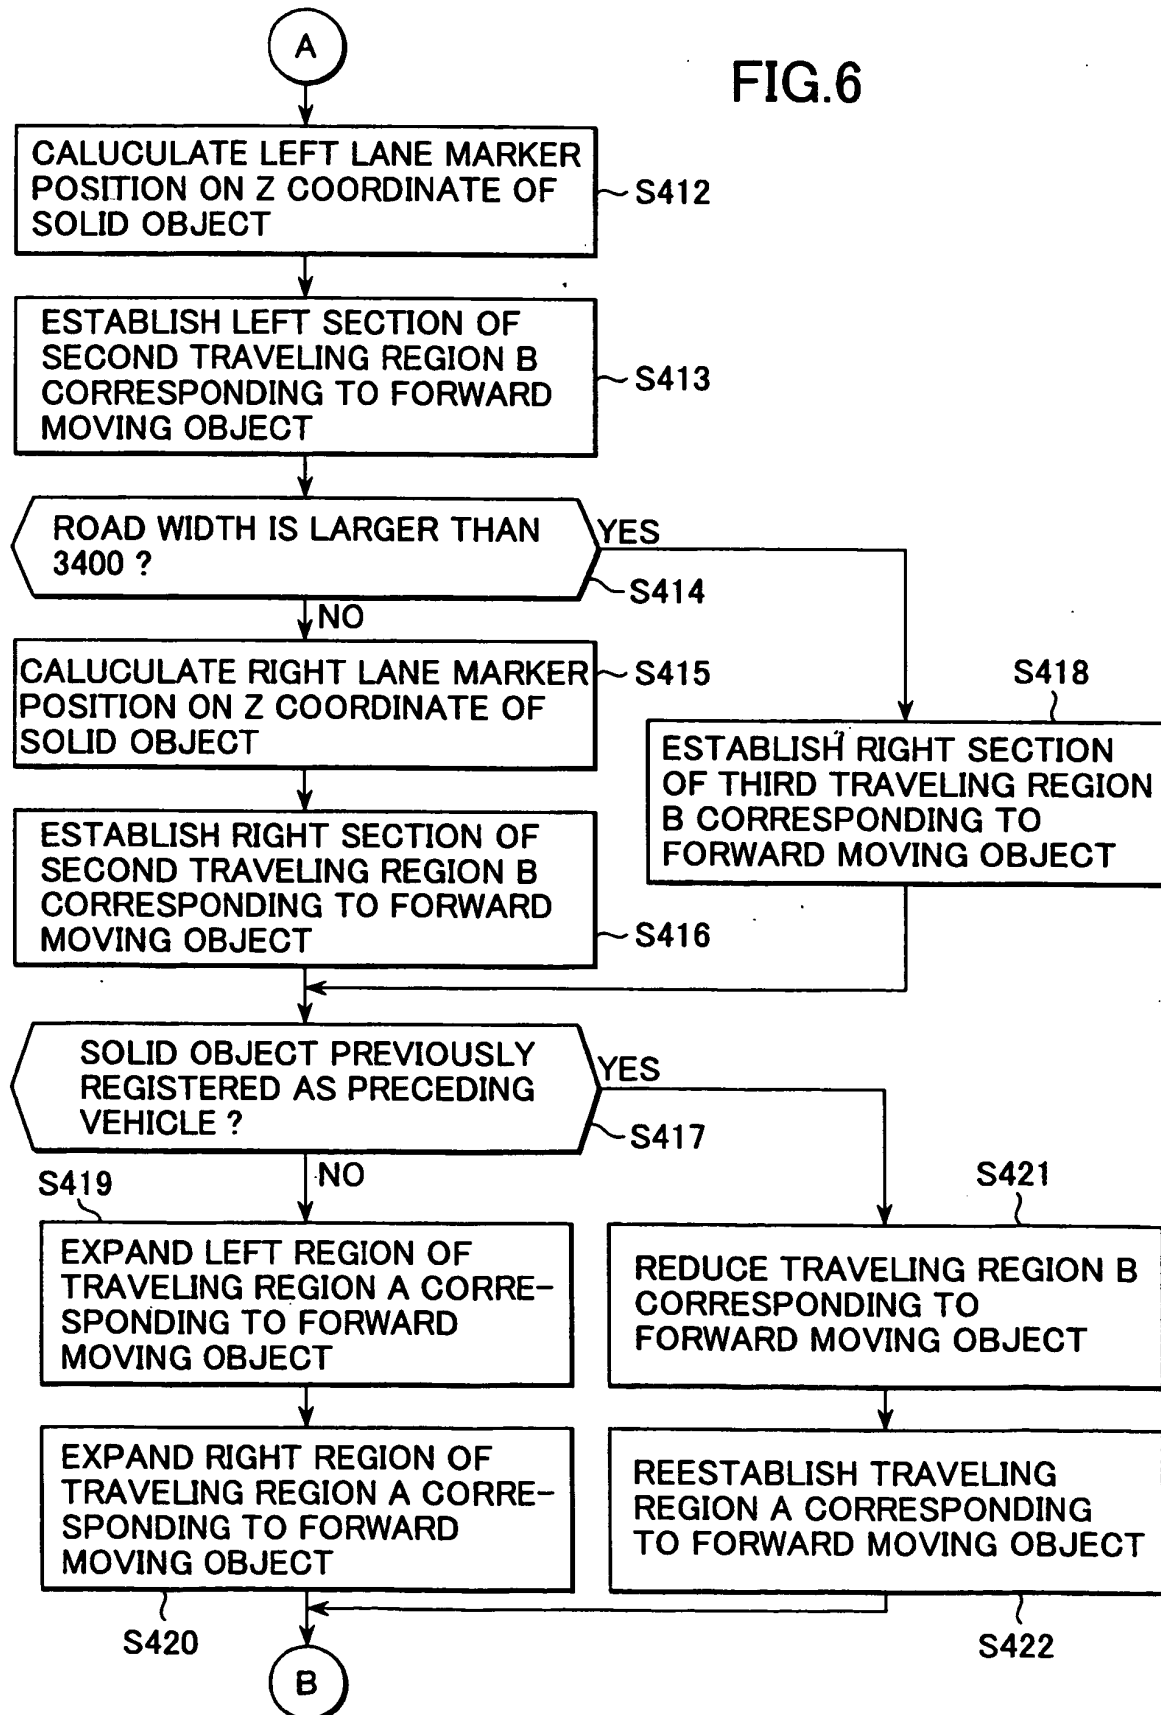 A
FIG.6
CALUCULATE LEFT LANE MARKER
POSITION ON Z COORDINATE OF
SOLID OBJECT
S412
ESTABLISH LEFT SECTION OF
SECOND TRAVELING REGION B
CORRESPONDING TO FORWARD
MOVING OBJECT
S413
ROAD WIDTH IS LARGER THAN
3400 ?
YES
S414
NO
CALUCULATE RIGHT LANE MARKER
POSITION ON Z COORDINATE OF
SOLID OBJECT
S415
S418
ESTABLISH RIGHT SECTION
OF THIRD TRAVELING REGION
B CORRESPONDING TO
FORWARD MOVING OBJECT
ESTABLISH RIGHT SECTION OF
SECOND TRAVELING REGION B
CORRESPONDING TO FORWARD
MOVING OBJECT
S416
SOLID OBJECT PREVIOUSLY
REGISTERED AS PRECEDING
VEHICLE ?
YES
S417
NO
S419
EXPAND LEFT REGION OF
TRAVELING REGION A CORRE-
SPONDING TO FORWARD
MOVING OBJECT
S421
REDUCE TRAVELING REGION B
CORRESPONDING TO
FORWARD MOVING OBJECT
EXPAND RIGHT REGION OF
TRAVELING REGION A CORRE-
SPONDING TO FORWARD
MOVING OBJECT
S420
REESTABLISH TRAVELING
REGION A CORRESPONDING
TO FORWARD MOVING OBJECT
S422
B